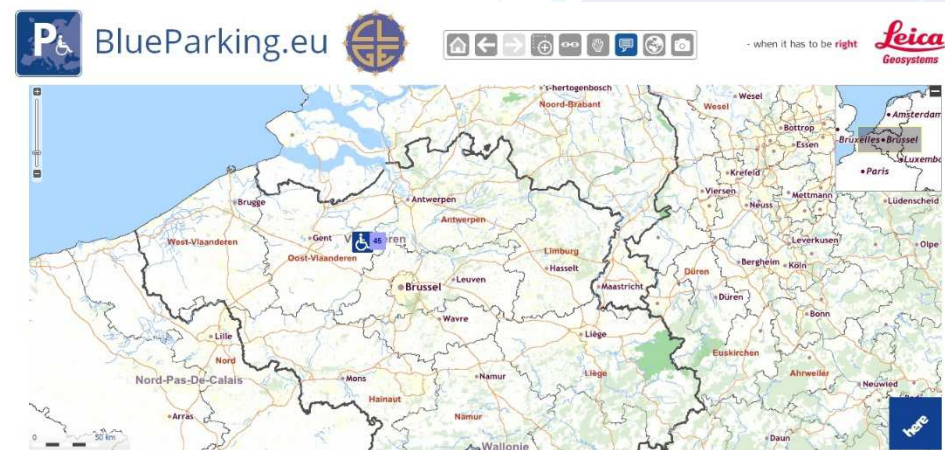 P
BlueParking.eu
CLGE
- when it has to be right
Leica
Geosystems
's-hertogenbosch
Noord-Brabant
Wesel
Wesel
Amsterdam
Bottrop
Essen
Bruxelles Brüssel
Luxembo
Paris
Krefeld
Viersen
Mettmann
Neuss
Lüdenscheid
Brugge
Antwerpen
Antwerpen
West-Vlaanderen
Gent
45
Oost-Vlaanderen
Limburg
Hasselt
Leverkusen
Olpe
Bergheim
Köln
Düren
Brussel
Leuven
Maastricht
Düren
Wavre
Bonn
Lille
Liège
Nord
Euskirchen
Nord-Pas-De-Calais
Mons
Namur
Liège
Ahrweiler
Neuwied
Hainaut
Arras
Namur
0
50 km
Wallonie
Daun
here